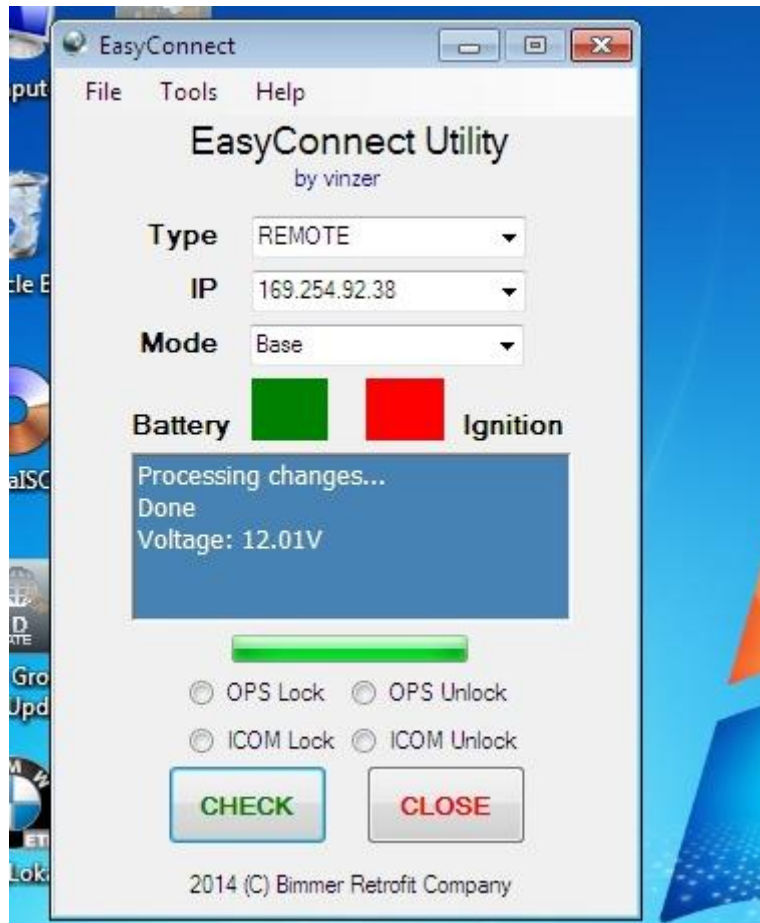 EasyConnect
File Tools Help
EasyConnect Utility
by vinzer
Type REMOTE
IP 169.254.92.38
Mode Base
Battery Ignition
Processing changes...
Done
Voltage: 12.01V
OPS Lock OPS Unlock
ICOM Lock ICOM Unlock
CHECK CLOSE
2014 (C) Bimmer Retrofit Company